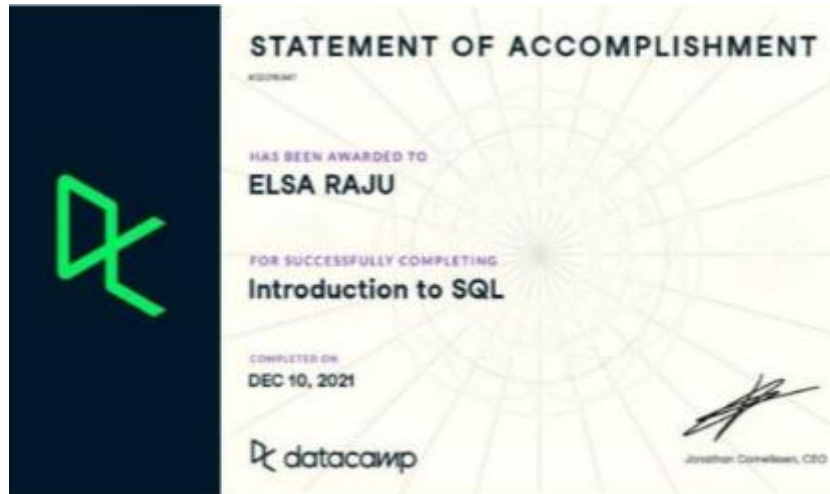 STATEMENT OF ACCOMPLISHMENT
HAS BEEN AWARDED TO
ELSA RAJU
FOR SUCCESSFULLY COMPLETING
Introduction to SQL
COMPLETED ON
DEC 10, 2021
datacamp
Jonathan Cornelissen, CEO